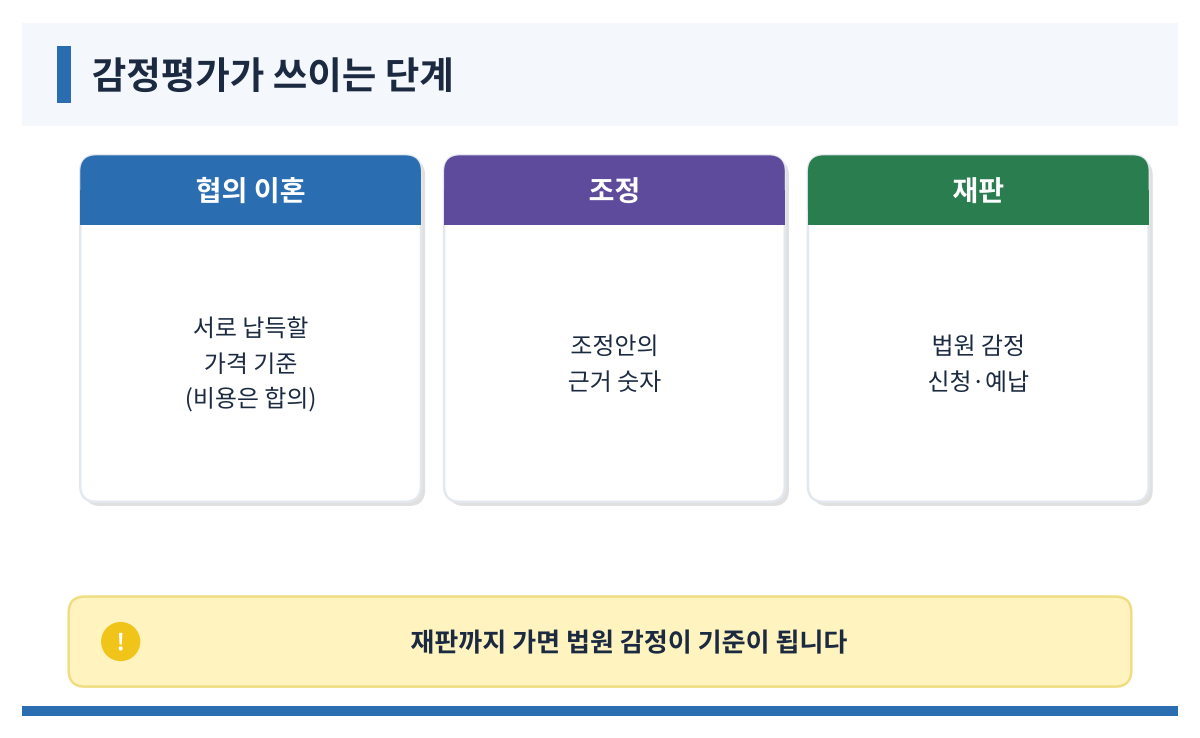 감정평가가 쓰이는 단계
협의 이혼
서로 납득할
가격 기준
(비용은 합의)
조정
조정안의
근거 숫자
재판
법원 감정
신청·예납
!
재판까지 가면 법원 감정이 기준이 됩니다